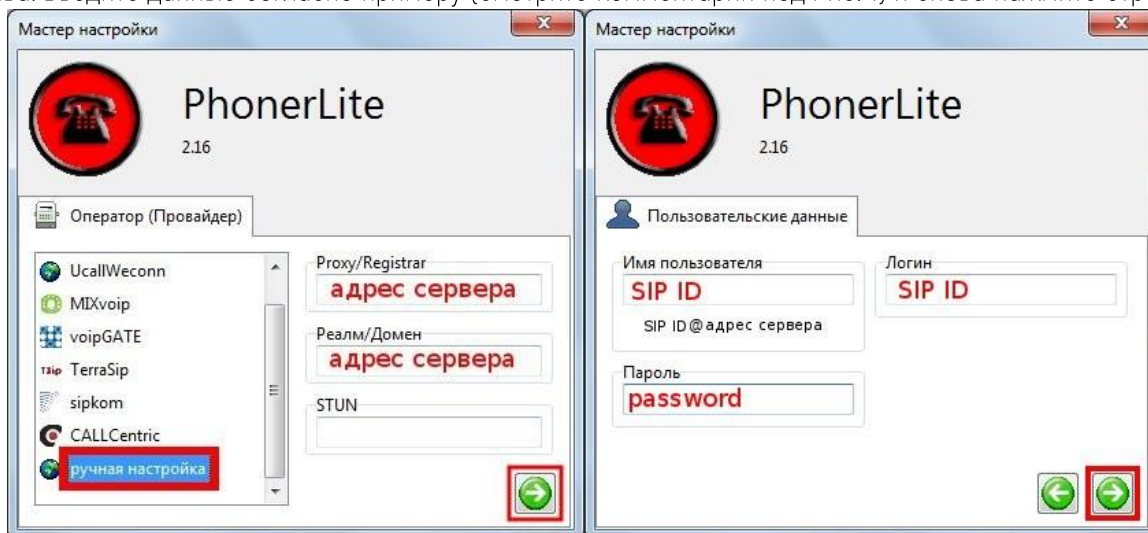 Мастер настройки
PhonerLite
2.16
Оператор (Провайдер)
UcallWeconn
MIXvoip
voipGATE
TerraSip
sipkom
CALLCentric
ручная настройка
Proxy/Registrar
адрес сервера
Реалм/Домен
адрес сервера
STUN
Мастер настройки
PhonerLite
2.16
Пользовательские данные
Имя пользователя
SIP ID
SIP ID@адрес сервера
Логин
SIP ID
Пароль
password